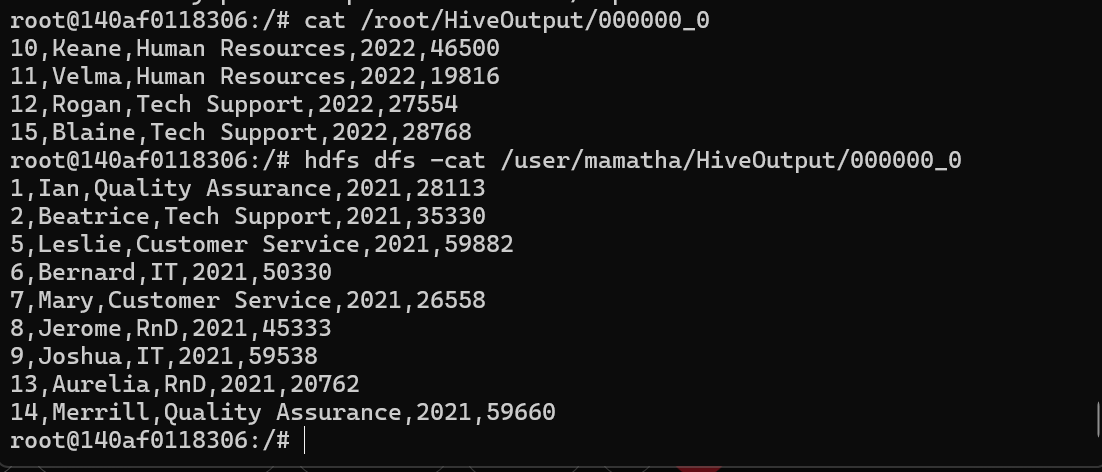 root@140af0118306:/# cat /root/HiveOutput/000000_0
10,Keane,Human Resources,2022,46500
11,Velma,Human Resources,2022,19816
12,Rogan,Tech Support,2022,27554
15,Blaine,Tech Support,2022,28768
root@140af0118306:/# hdfs dfs -cat /user/mamatha/HiveOutput/000000_0
1,Ian,Quality Assurance,2021,28113
2,Beatrice,Tech Support,2021,35330
5,Leslie,Customer Service,2021,59882
6,Bernard,IT,2021,50330
7,Mary,Customer Service,2021,26558
8,Jerome,RnD,2021,45333
9,Joshua,IT,2021,59538
13,Aurelia,RnD,2021,20762
14,Merrill,Quality Assurance,2021,59660
root@140af0118306:/#